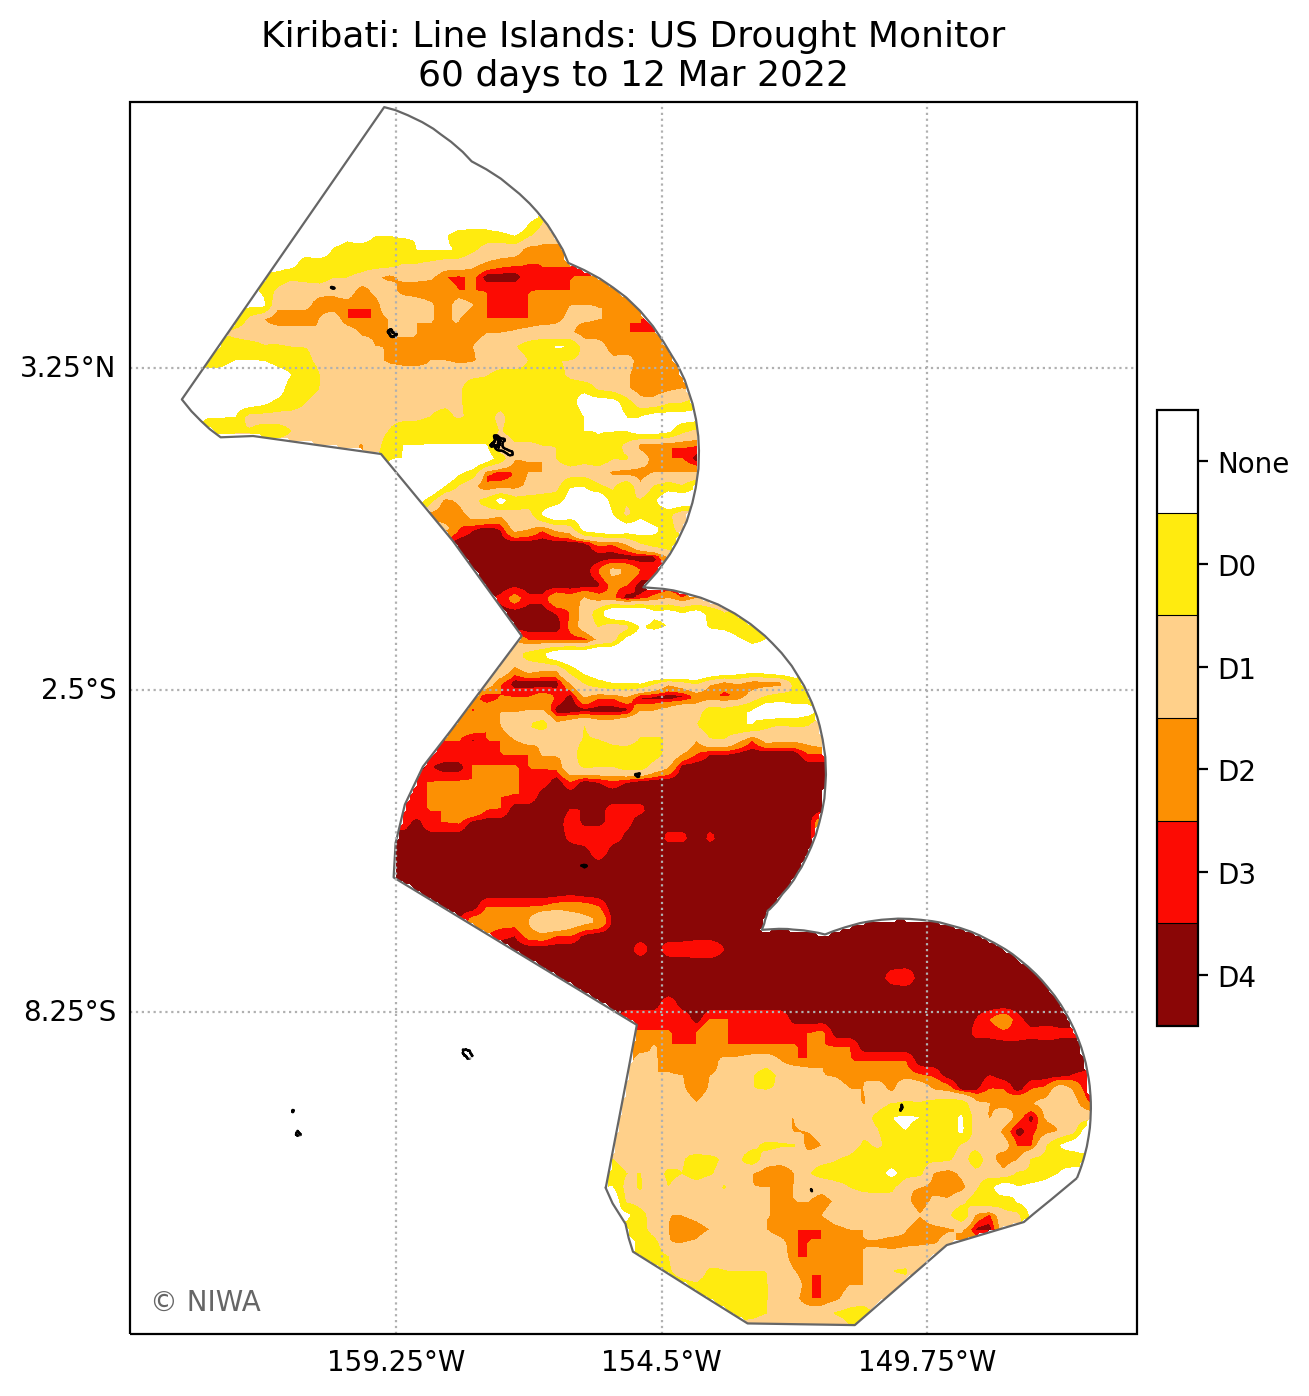 Kiribati: Line Islands: US Drought Monitor
60 days to 12 Mar 2022
3.25°N
2.5°S
8.25°S
159.25°W
154.5°W
149.75°W
None
D0
D1
D2
D3
D4
© NIWA